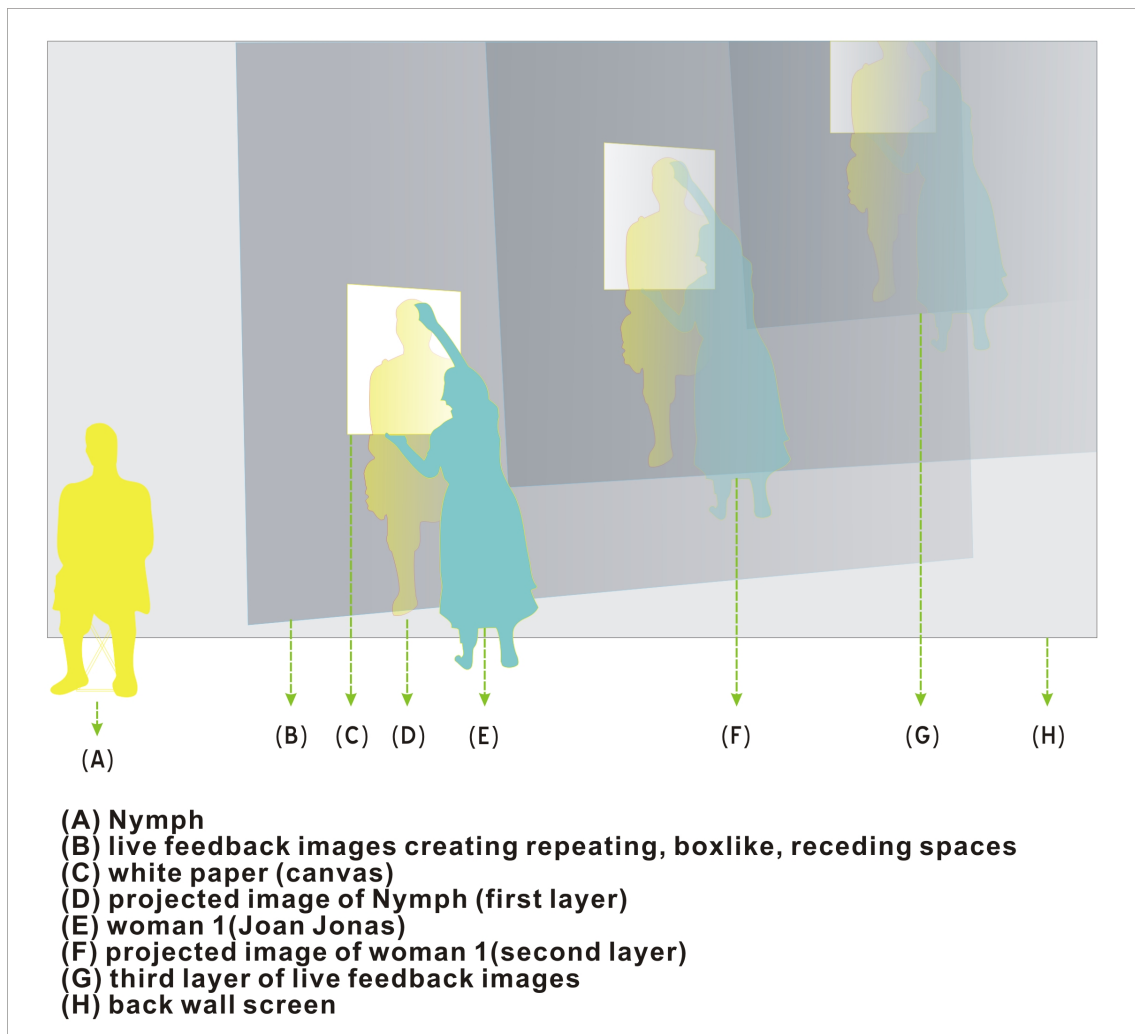 (B) (C) (D) (E) (F) (G) (H)
(A)
(A) Nymph
(B) live feedback images creating repeating, boxlike, receding spaces
(C) white paper (canvas)
(D) projected image of Nymph (first layer)
(E) woman 1(Joan Jonas)
(F) projected image of woman 1(second layer)
(G) third layer of live feedback images
(H) back wall screen